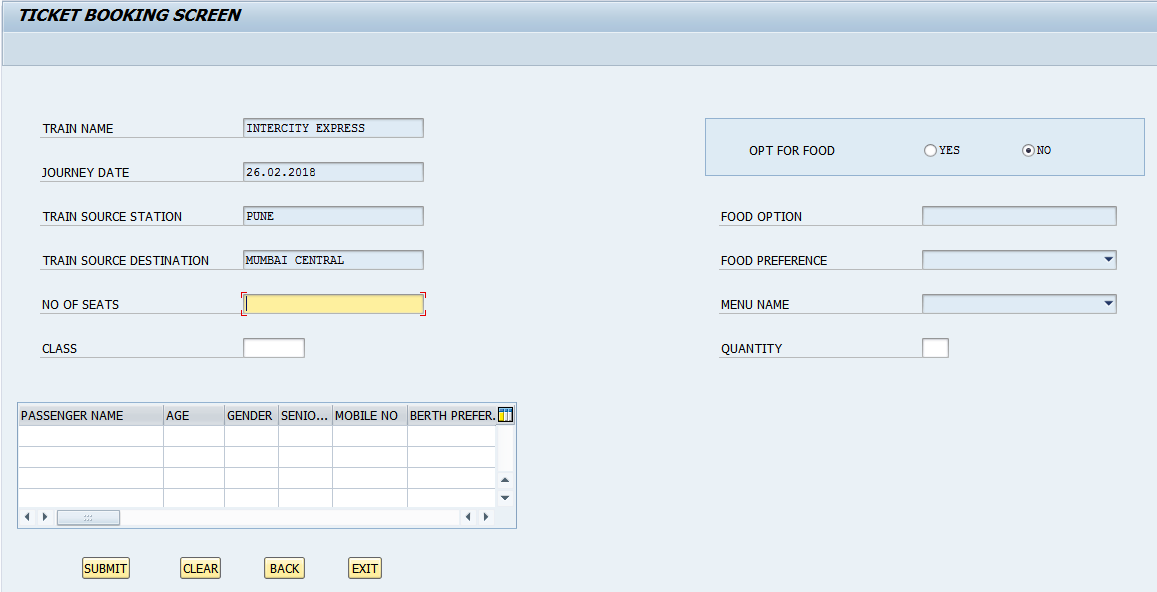 TICKET BOOKING SCREEN
TRAIN NAME INTERCITY EXPRESS
JOURNEY DATE 26.02.2018
TRAIN SOURCE STATION PUNE
TRAIN SOURCE DESTINATION MUMBAI CENTRAL
NO OF SEATS
CLASS
OPT FOR FOOD YES NO
FOOD OPTION
FOOD PREFERENCE
MENU NAME
QUANTITY
PASSENGER NAME AGE GENDER SENIO... MOBILE NO BERTH PREFER.
SUBMIT CLEAR BACK EXIT